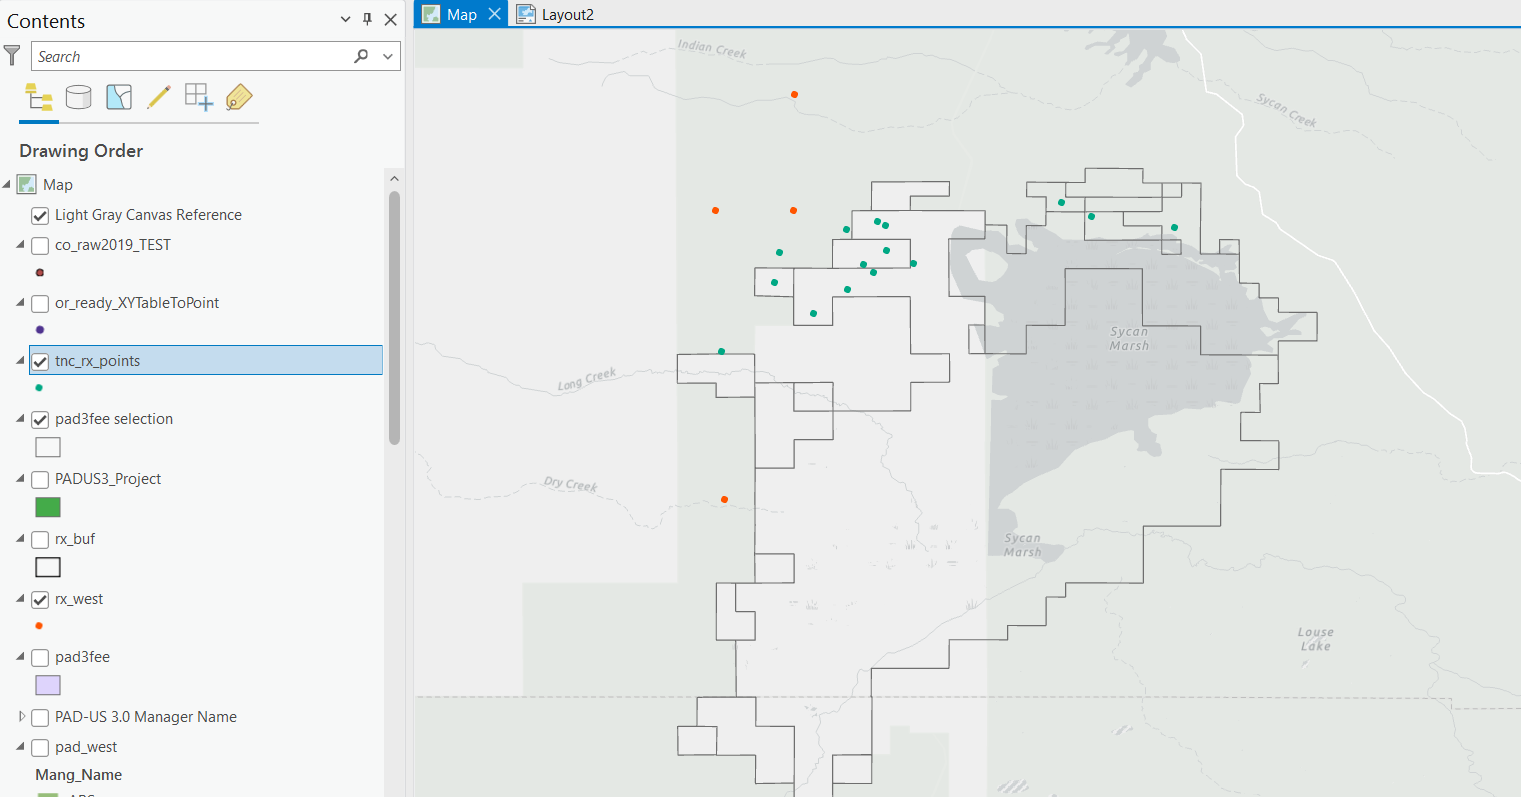 Contents
Search
Drawing Order
Map
Light Gray Canvas Reference
co_raw2019_TEST
or_ready_XYTableToPoint
tnc_rx_points
pad3fee selection
PADUS3_Project
rx_buf
rx_west
pad3fee
PAD-US 3.0 Manager Name
pad_west
Mang_Name
Map
Layout2
Indian Creek
Sycan Creek
Sycan
Marsh
Long Creek
Dry Creek
Sycan
Marsh
Louse
Lake